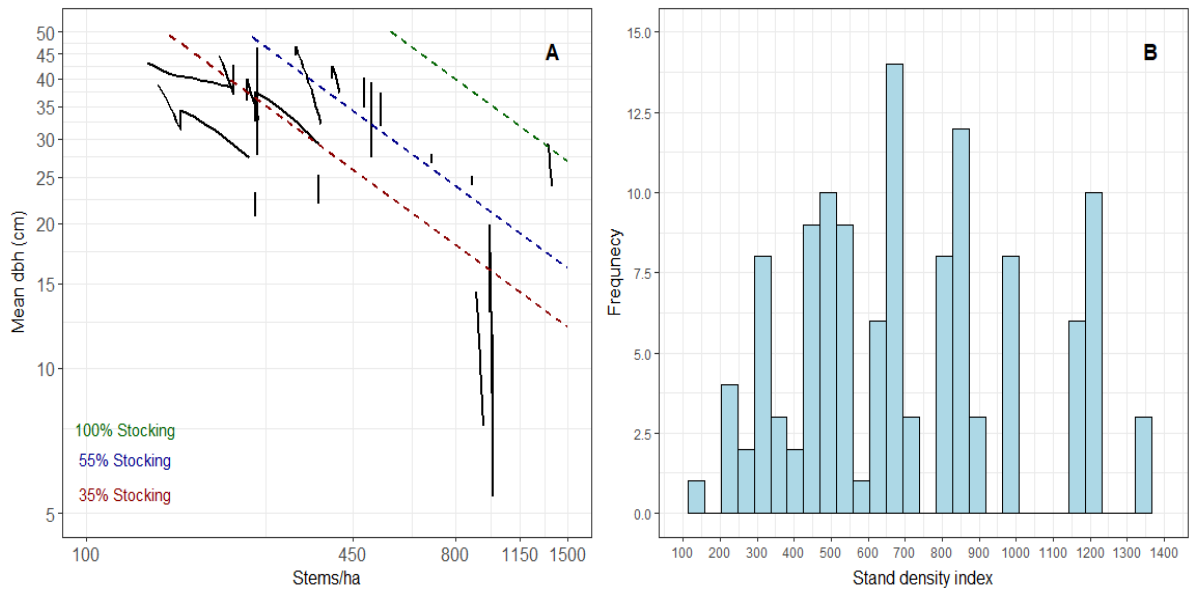 A
Mean dbh (cm)
50
45
40
35
30
25
20
15
10
5
100% Stocking
55% Stocking
35% Stocking
100
450
800
1150
1500
Stems/ha
B
Frequnecy
15.0
12.5
10.0
7.5
5.0
2.5
0.0
100 200 300 400 500 600 700 800 900 1000 1100 1200 1300 1400
Stand density index